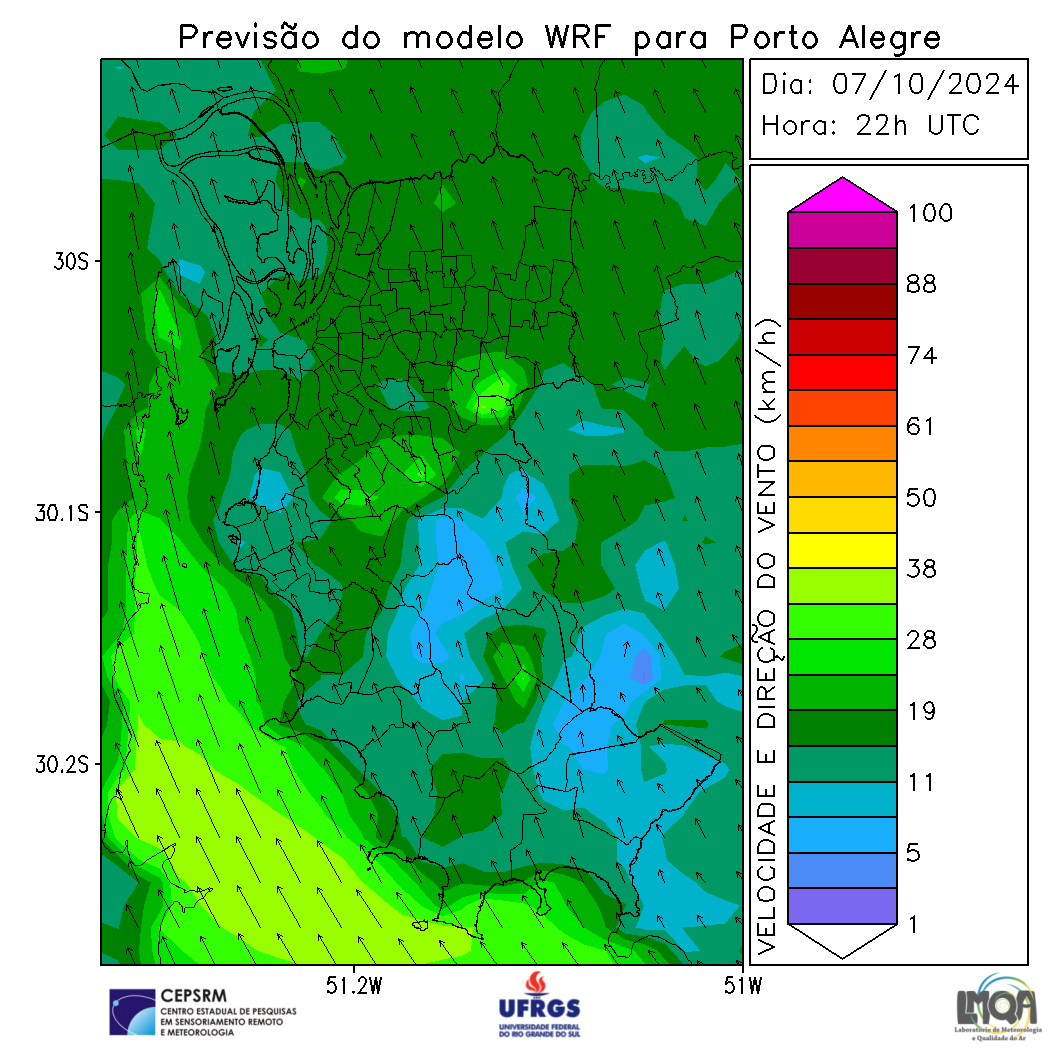 Previsão do modelo WRF para Porto Alegre
Dia: 07/10/2024
Hora: 22h UTC
30S
30.1S
30.2S
51.2W
51W
VELOCIDADE E DIREÇÃO DO VENTO (km/h)
100
88
74
61
50
38
28
19
11
5
1
CEPSRM
CENTRO ESTADUAL DE PESQUISAS
EM SENSORIAMENTO REMOTO
E METEOROLOGIA
UFRGS
UNIVERSIDADE FEDERAL
DO RIO GRANDE DO SUL
LMQA
Laboratório de Meteorologia
e Qualidade do Ar